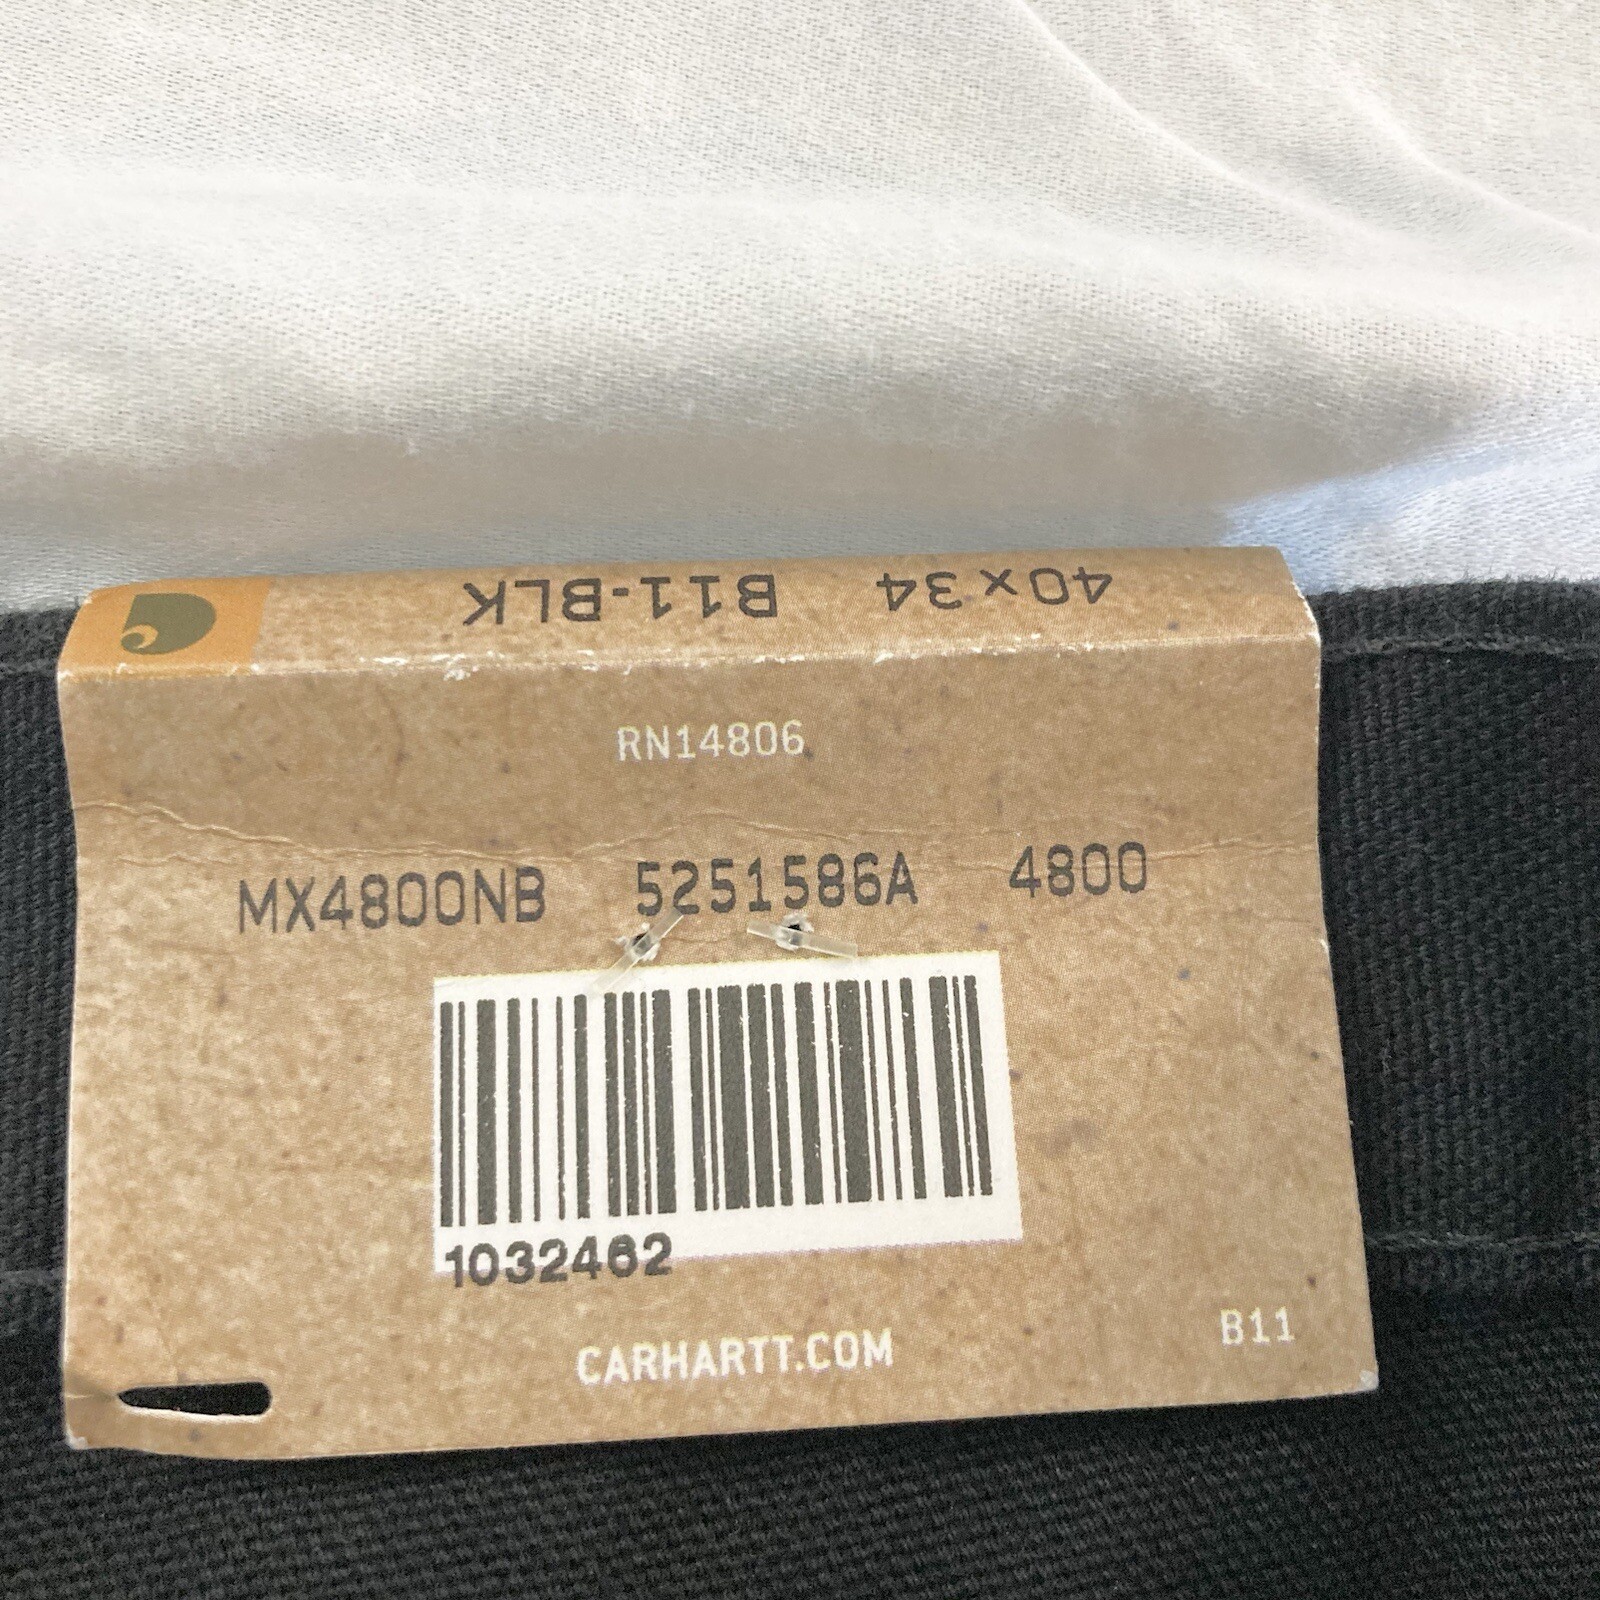 40x34 B11-BLK
RN14806
MX4800NB 5251586A 4800
1032462
CARHARTT.COM
B11